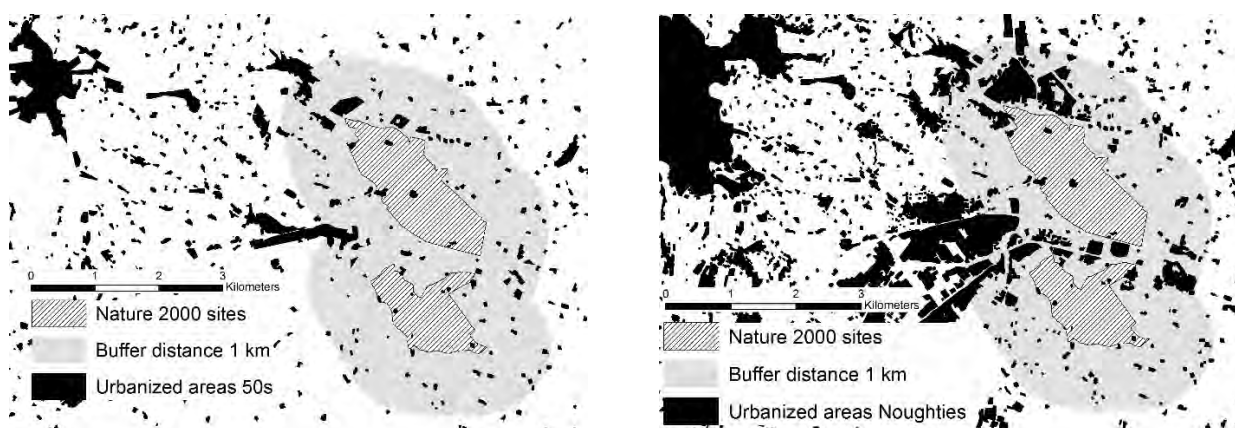 0 1 2 3
Kilometers
Nature 2000 sites
Buffer distance 1 km
Urbanized areas 50s
0 1 2 3
Kilometers
Nature 2000 sites
Buffer distance 1 km
Urbanized areas Noughties